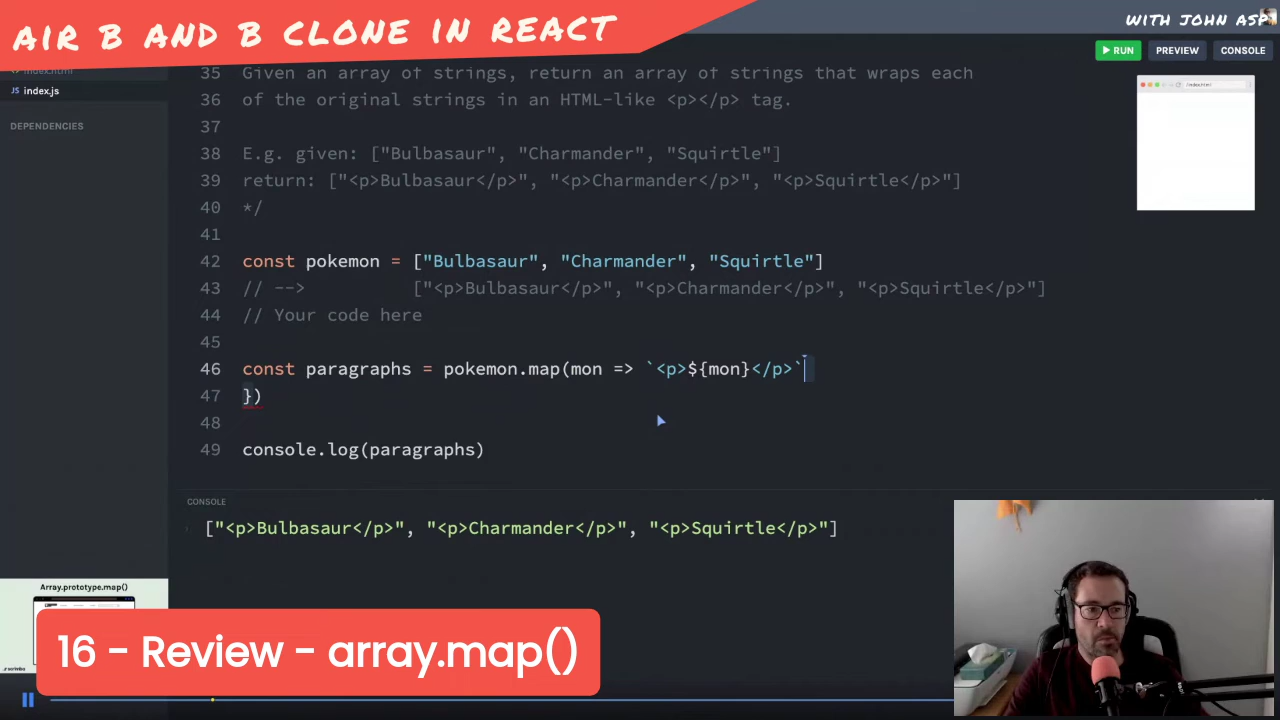 AIR B AND B CLONE IN REACT
WITH JOHN ASP
RUN
PREVIEW
CONSOLE
index.html
JS index.js
DEPENDENCIES
35 Given an array of strings, return an array of strings that wraps each
36 of the original strings in an HTML-like <p></p> tag.
37
38 E.g. given: ["Bulbasaur", "Charmander", "Squirtle"]
39 return: ["<p>Bulbasaur</p>", "<p>Charmander</p>", "<p>Squirtle</p>"]
40 */
41
42 const pokemon = ["Bulbasaur", "Charmander", "Squirtle"]
43 // --> ["<p>Bulbasaur</p>", "<p>Charmander</p>", "<p>Squirtle</p>"]
44 // Your code here
45
46 const paragraphs = pokemon.map(mon => `<p>${mon}</p>`
47 })
48
49 console.log(paragraphs)
CONSOLE
["<p>Bulbasaur</p>", "<p>Charmander</p>", "<p>Squirtle</p>"]
Array.prototype.map()
16 - Review - array.map()